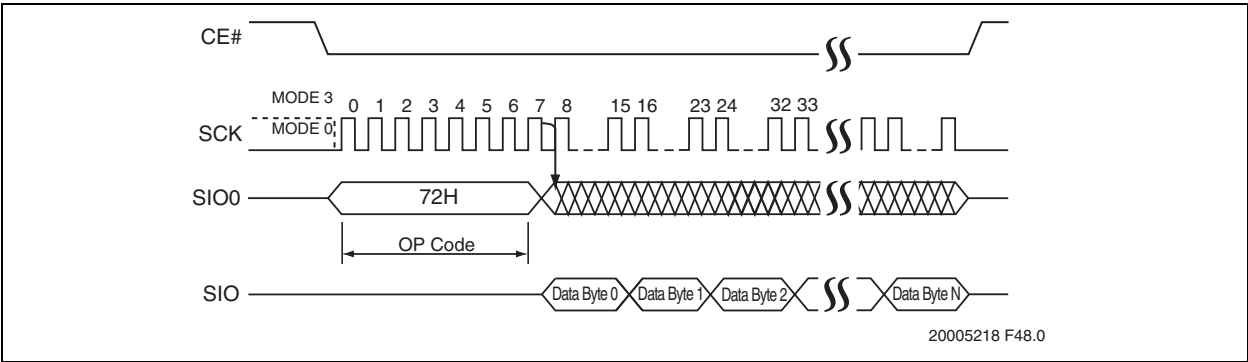 CE#
MODE 3
0 1 2 3 4 5 6 7 8 15 16 23 24 32 33
SCK
MODE 0
SIO0
72H
OP Code
SIO
Data Byte 0
Data Byte 1
Data Byte 2
Data Byte N
20005218 F48.0